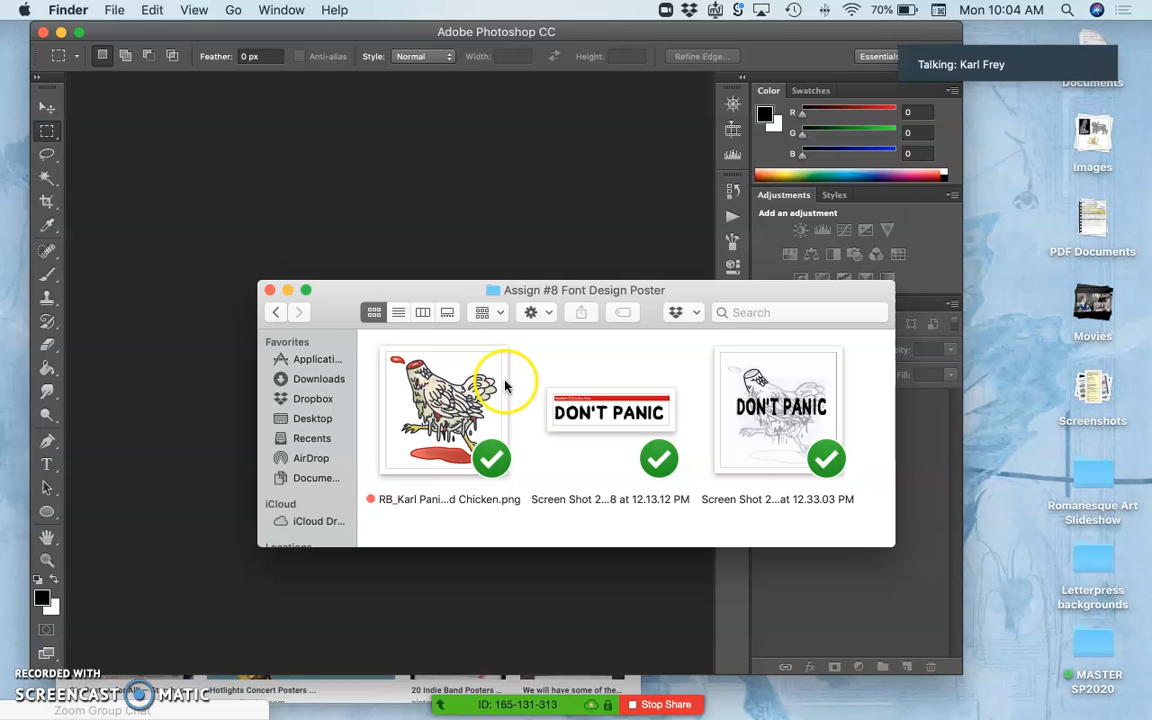 Finder File Edit View Go Window Help 70% Mon 10:04 AM
Adobe Photoshop CC
Feather: 0 px Anti-alias Style: Normal Width: Height: Refine Edge... Essentials
Talking: Karl Frey
Documents
Color Swatches
R 0
G 0
B 0
Images
Adjustments Styles
Add an adjustment
PDF Documents
Assign #8 Font Design Poster
Search
Movies
Favorites
Applicati...
Downloads
Dropbox
Desktop
Recents
AirDrop
Docume...
iCloud
iCloud Dr...
DON'T PANIC
DON'T PANIC
RB_Karl Pani...d Chicken.png
Screen Shot 2...8 at 12.13.12 PM
Screen Shot 2...at 12.33.03 PM
Screenshots
Romanesque Art
Slideshow
Letterpress
backgrounds
MASTER
SP2020
RECORDED WITH
SCREENCAST MATIC
Hotlights Concert Posters ...
20 Indie Band Posters ...
We will have some of the...
Zoom Group Chat
ID: 165-131-313 Stop Share